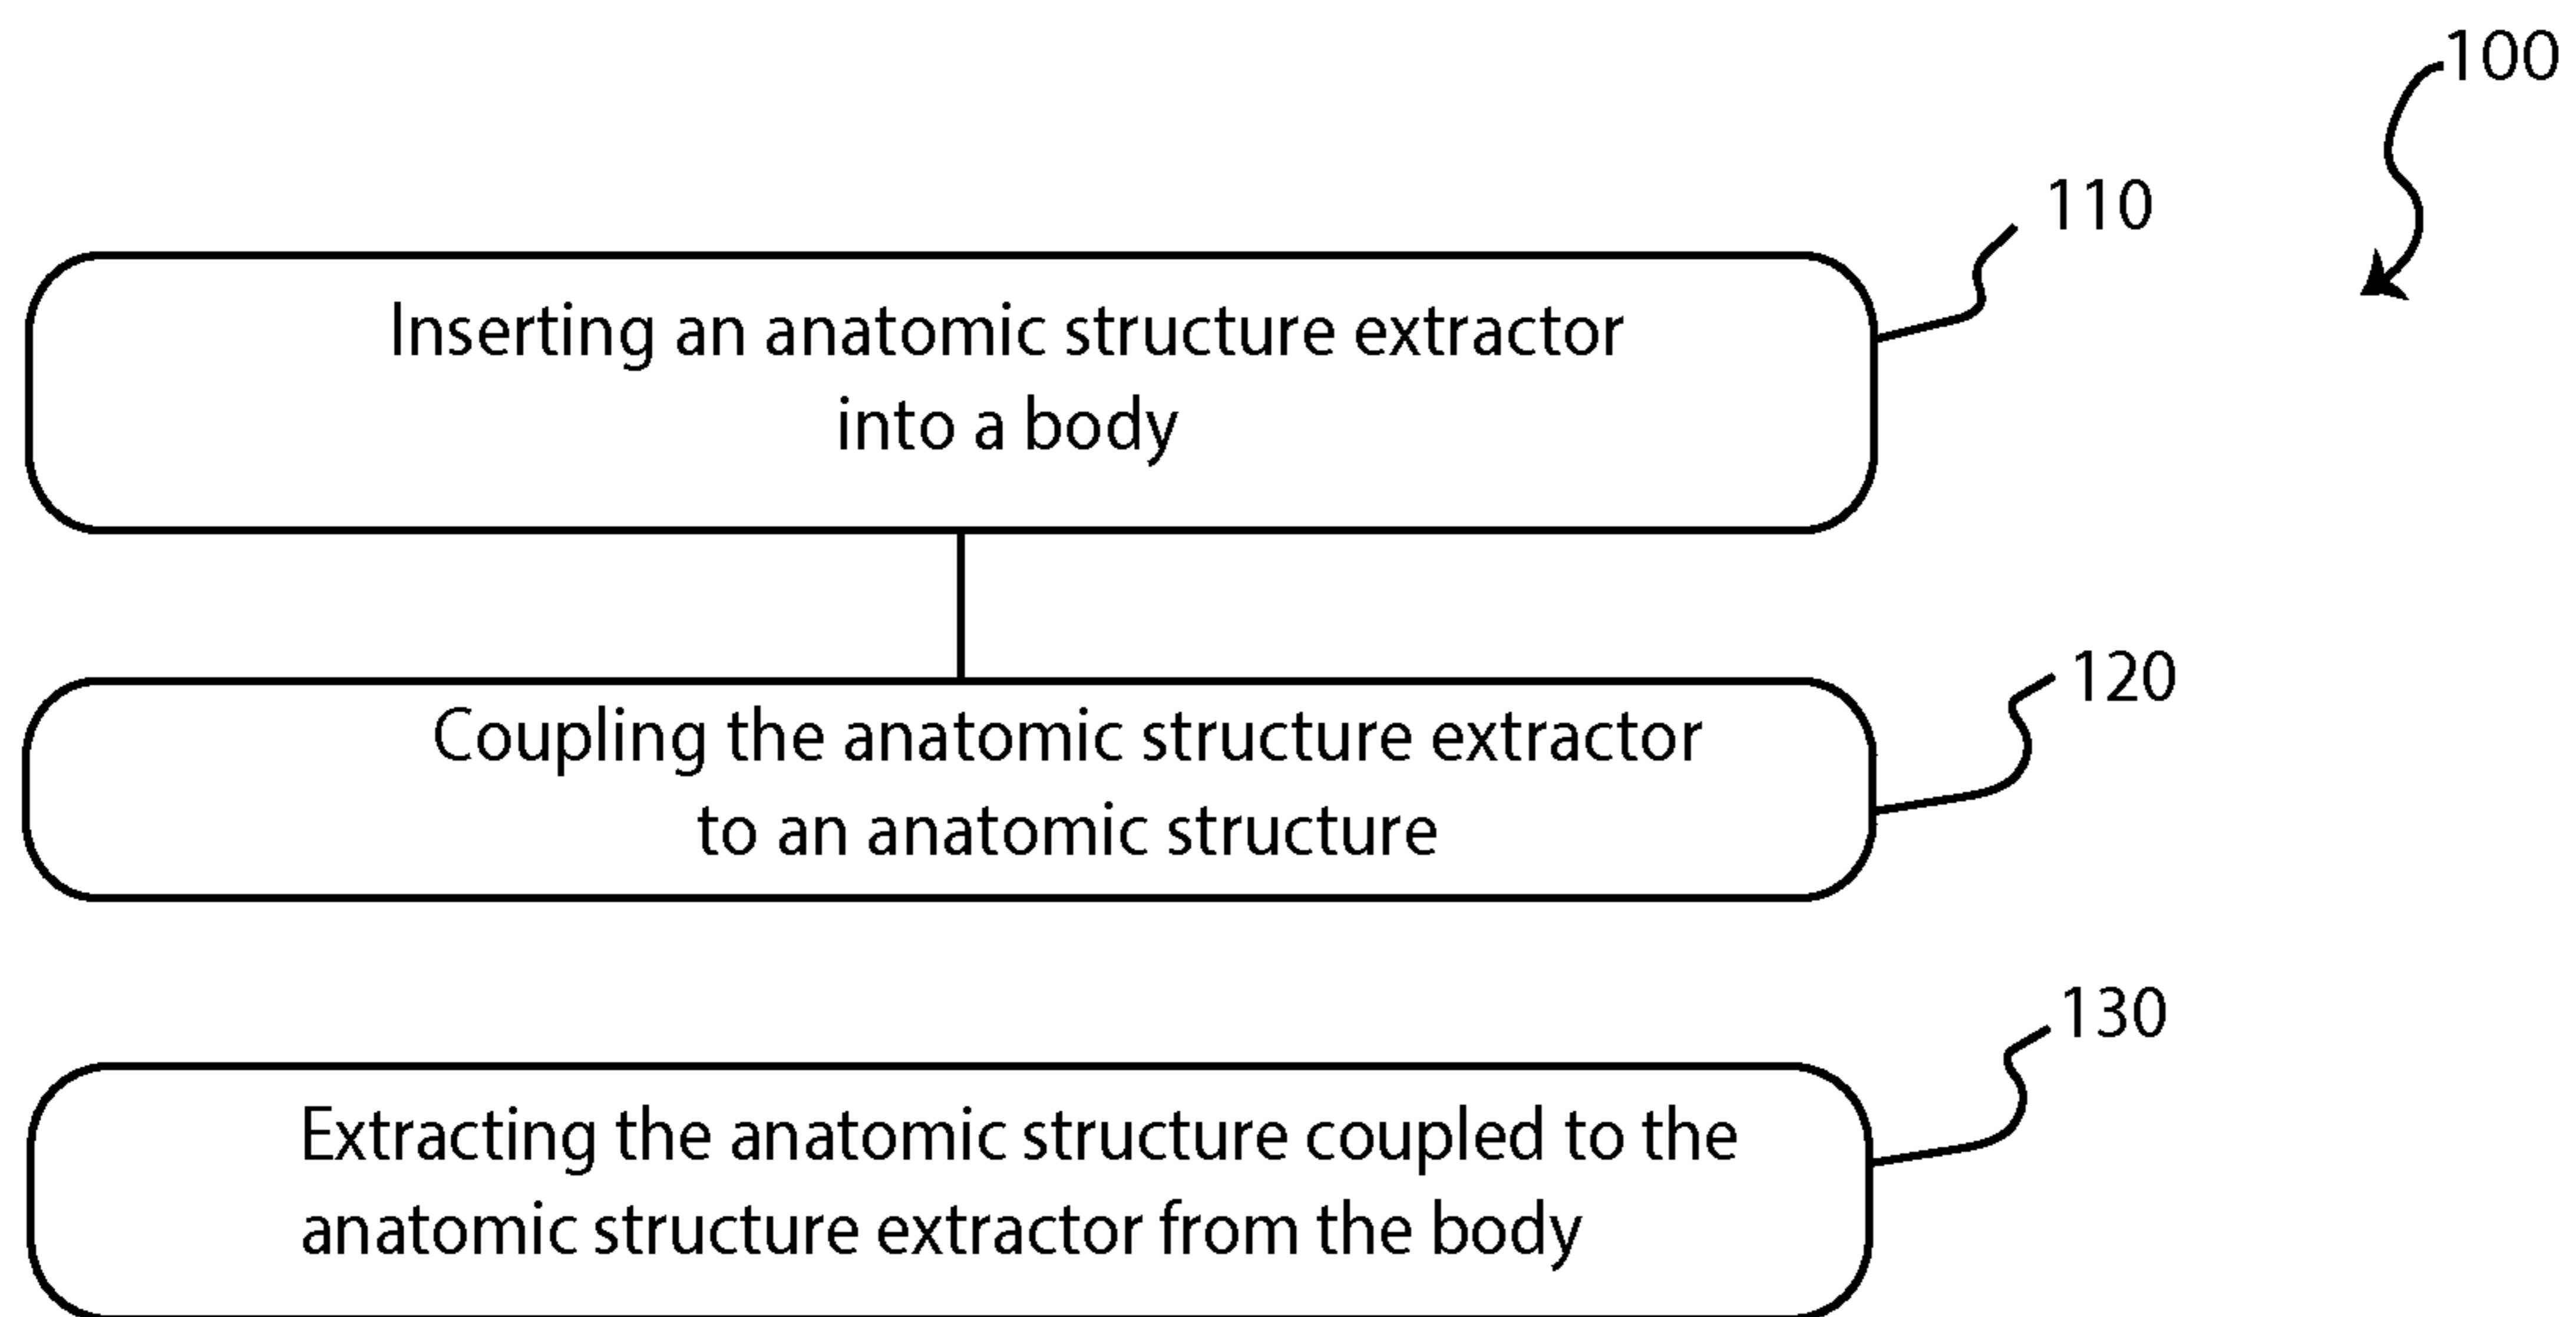 100
110
Inserting an anatomic structure extractor
into a body
120
Coupling the anatomic structure extractor
to an anatomic structure
130
Extracting the anatomic structure coupled to the
anatomic structure extractor from the body